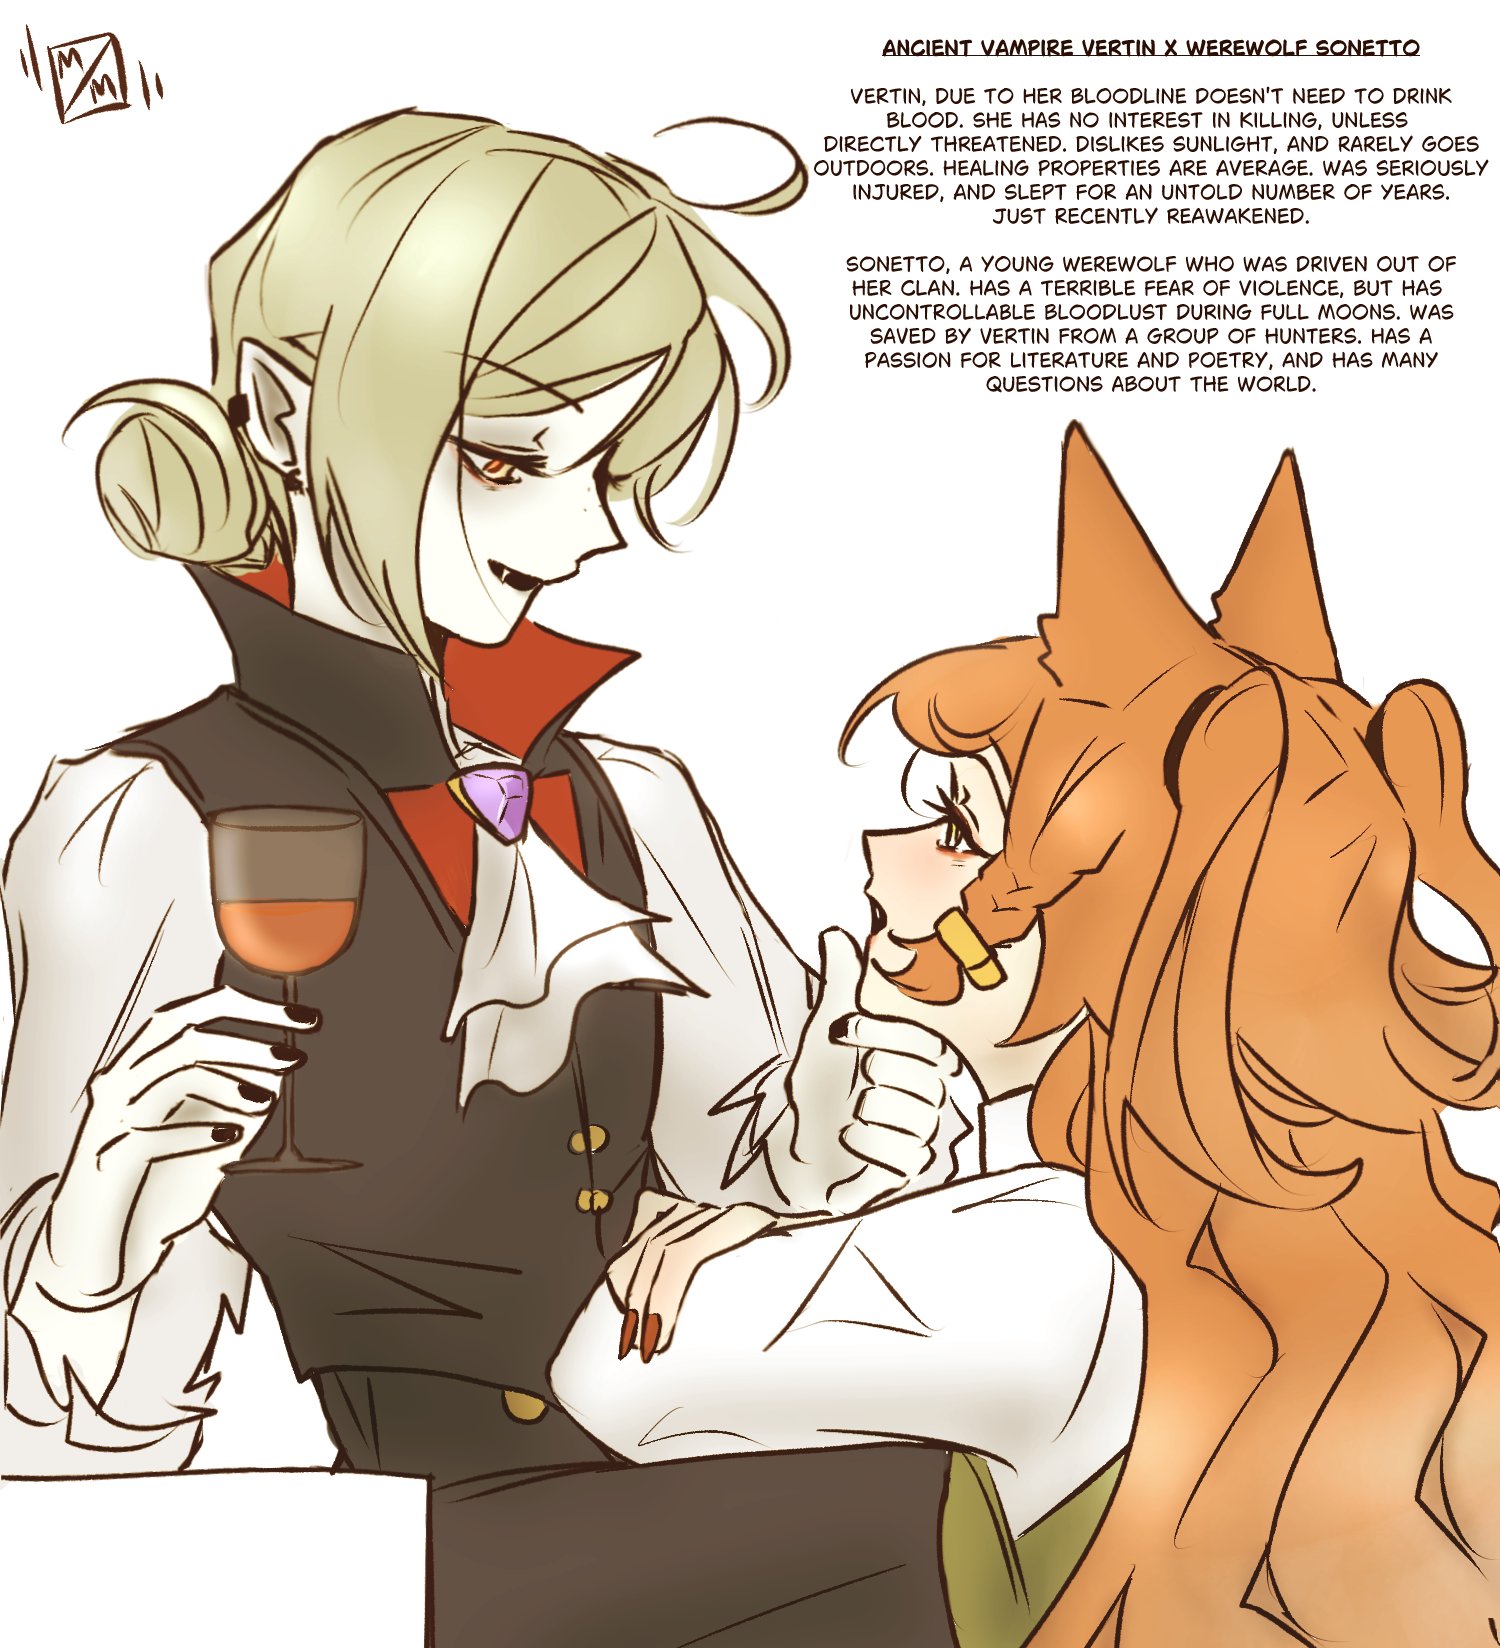 M/M
ANCIENT VAMPIRE VERTIN X WEREWOLF SONETTO
VERTIN, DUE TO HER BLOODLINE DOESN'T NEED TO DRINK
BLOOD. SHE HAS NO INTEREST IN KILLING, UNLESS
DIRECTLY THREATENED. DISLIKES SUNLIGHT, AND RARELY GOES
OUTDOORS. HEALING PROPERTIES ARE AVERAGE. WAS SERIOUSLY
INJURED, AND SLEPT FOR AN UNTOLD NUMBER OF YEARS.
JUST RECENTLY REAWAKENED.
SONETTO, A YOUNG WEREWOLF WHO WAS DRIVEN OUT OF
HER CLAN. HAS A TERRIBLE FEAR OF VIOLENCE, BUT HAS
UNCONTROLLABLE BLOODLUST DURING FULL MOONS. WAS
SAVED BY VERTIN FROM A GROUP OF HUNTERS. HAS A
PASSION FOR LITERATURE AND POETRY, AND HAS MANY
QUESTIONS ABOUT THE WORLD.